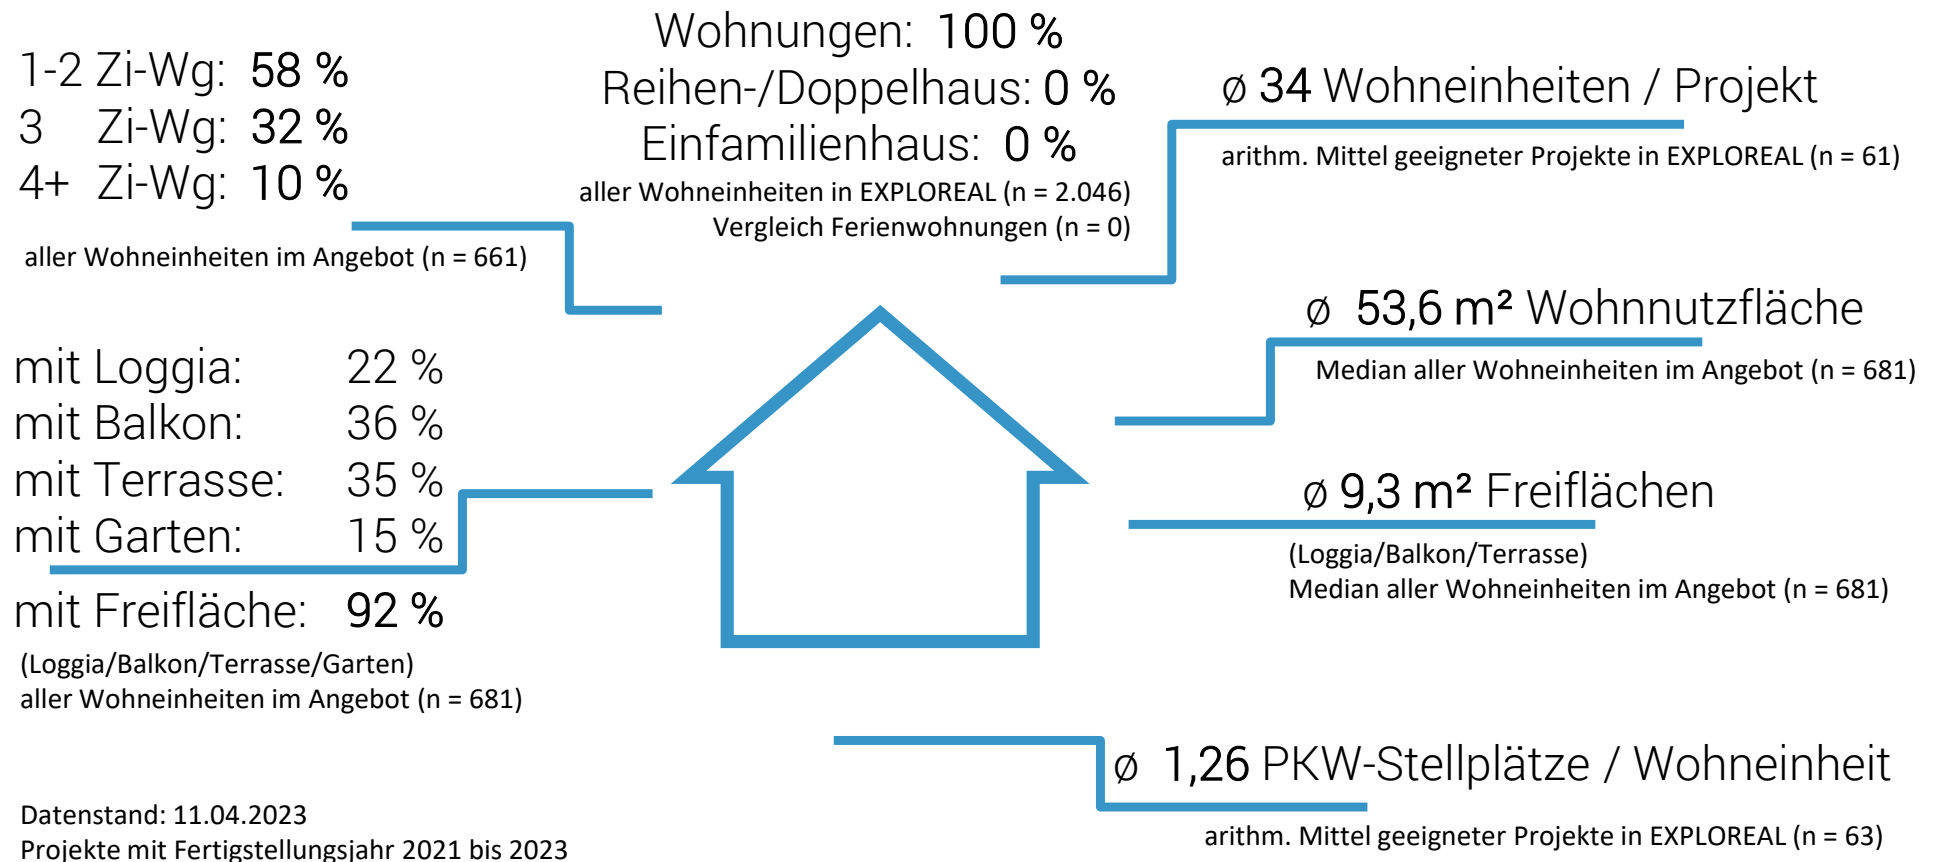 1-2 Zi-Wg: 58 %
3 Zi-Wg: 32 %
4+ Zi-Wg: 10 %
aller Wohneinheiten im Angebot (n = 661)
Wohnungen: 100 %
Reihen-/Doppelhaus: 0 %
Einfamilienhaus: 0 %
aller Wohneinheiten in EXPLOREAL (n = 2.046)
Vergleich Ferienwohnungen (n = 0)
ø 34 Wohneinheiten / Projekt
arithm. Mittel geeigneter Projekte in EXPLOREAL (n = 61)
ø 53,6 m² Wohnnutzfläche
Median aller Wohneinheiten im Angebot (n = 681)
mit Loggia: 22 %
mit Balkon: 36 %
mit Terrasse: 35 %
mit Garten: 15 %
mit Freifläche: 92 %
(Loggia/Balkon/Terrasse/Garten)
aller Wohneinheiten im Angebot (n = 681)
ø 9,3 m² Freiflächen
(Loggia/Balkon/Terrasse)
Median aller Wohneinheiten im Angebot (n = 681)
ø 1,26 PKW-Stellplätze / Wohneinheit
arithm. Mittel geeigneter Projekte in EXPLOREAL (n = 63)
Datenstand: 11.04.2023
Projekte mit Fertigstellungsjahr 2021 bis 2023